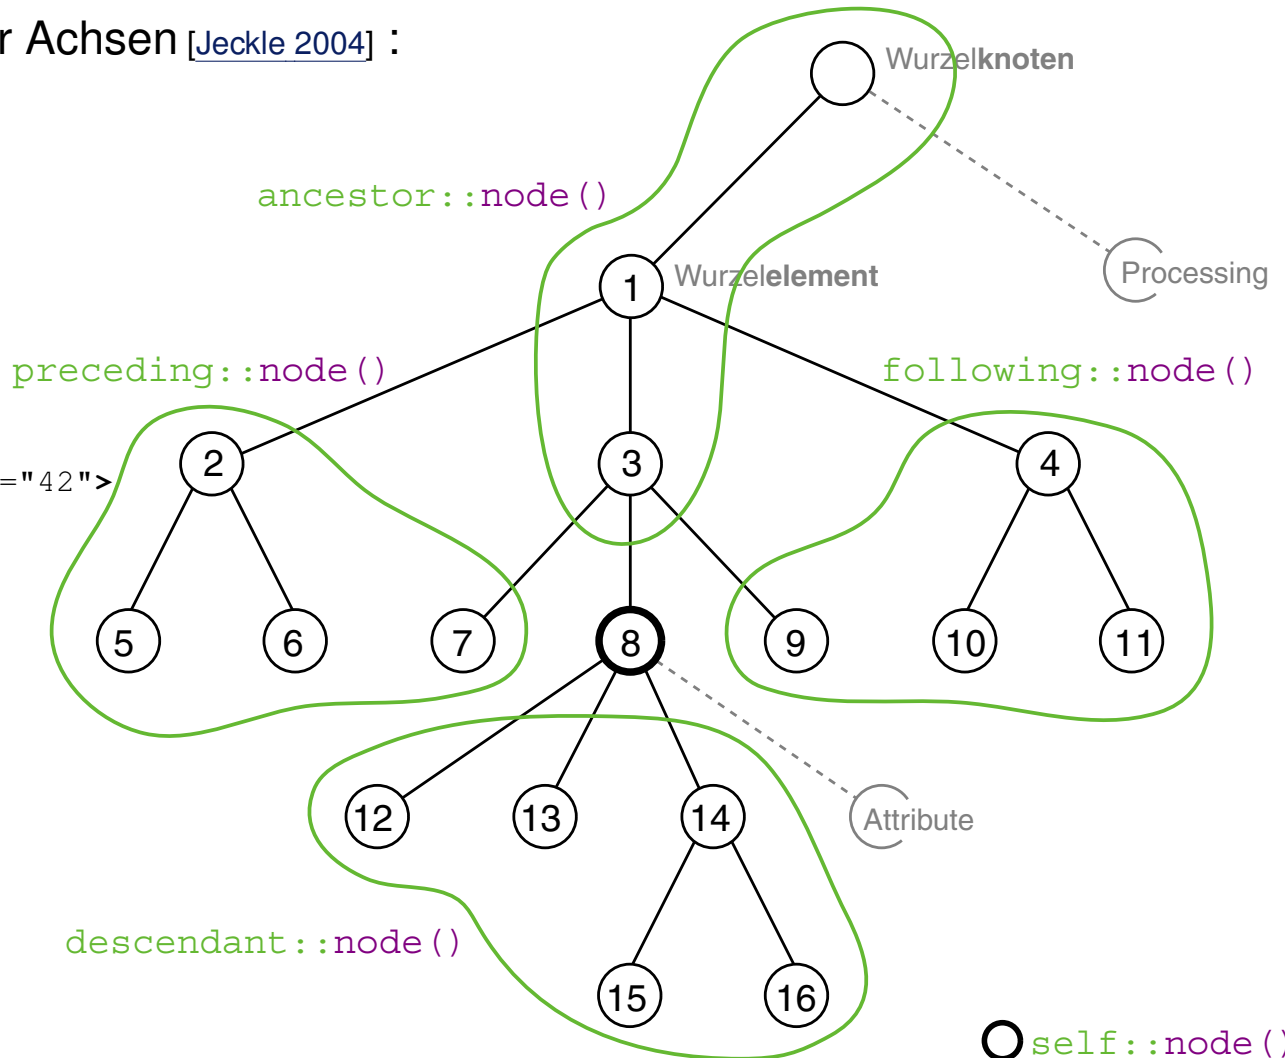 r Achsen [Jeckle 2004] :
Wurzelknoten
ancestor::node()
Processing
1 Wurzelelement
preceding::node()
following::node()
="42">
2 3 4
5 6 7 8 9 10 11
12 13 14 Attribute
descendant::node()
15 16
self::node()